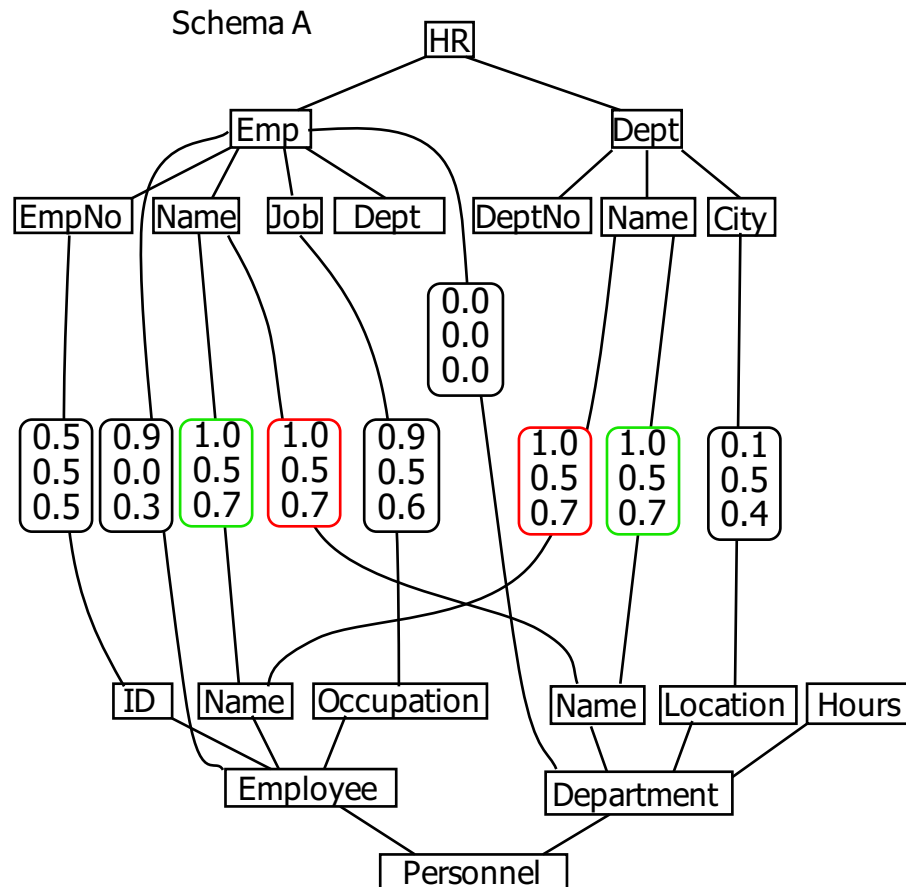 Schema A
HR
Emp
Dept
EmpNo
Name
Job
Dept
DeptNo
Name
City
0.0
0.0
0.0
0.5
0.5
0.5
0.9
0.0
0.3
1.0
0.5
0.7
1.0
0.5
0.7
0.9
0.5
0.6
1.0
0.5
0.7
1.0
0.5
0.7
0.1
0.5
0.4
ID
Name
Occupation
Name
Location
Hours
Employee
Department
Personnel